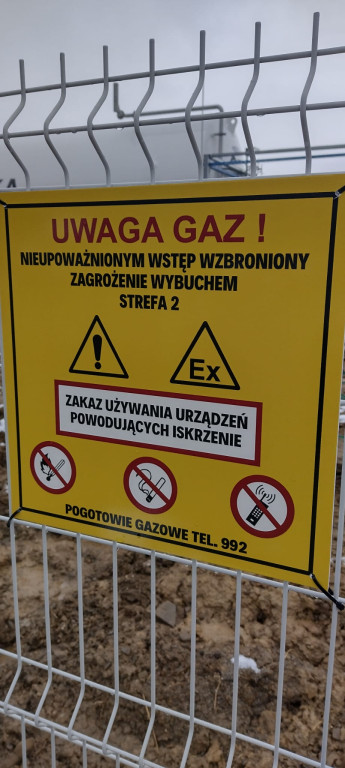 UWAGA GAZ !
NIEUPOWAŻNIONYM WSTĘP WZBRONIONY
ZAGROŻENIE WYBUCHEM
STREFA 2
Ex
ZAKAZ UŻYWANIA URZĄDZEŃ
POWODUJĄCYCH ISKRZENIE
POGOTOWIE GAZOWE TEL. 992